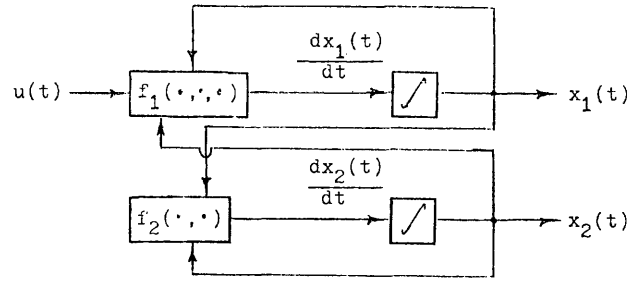 dx₁(t)
dt
u(t)
f₁(·,·,·)
∫
x₁(t)
dx₂(t)
dt
f₂(·,·)
∫
x₂(t)